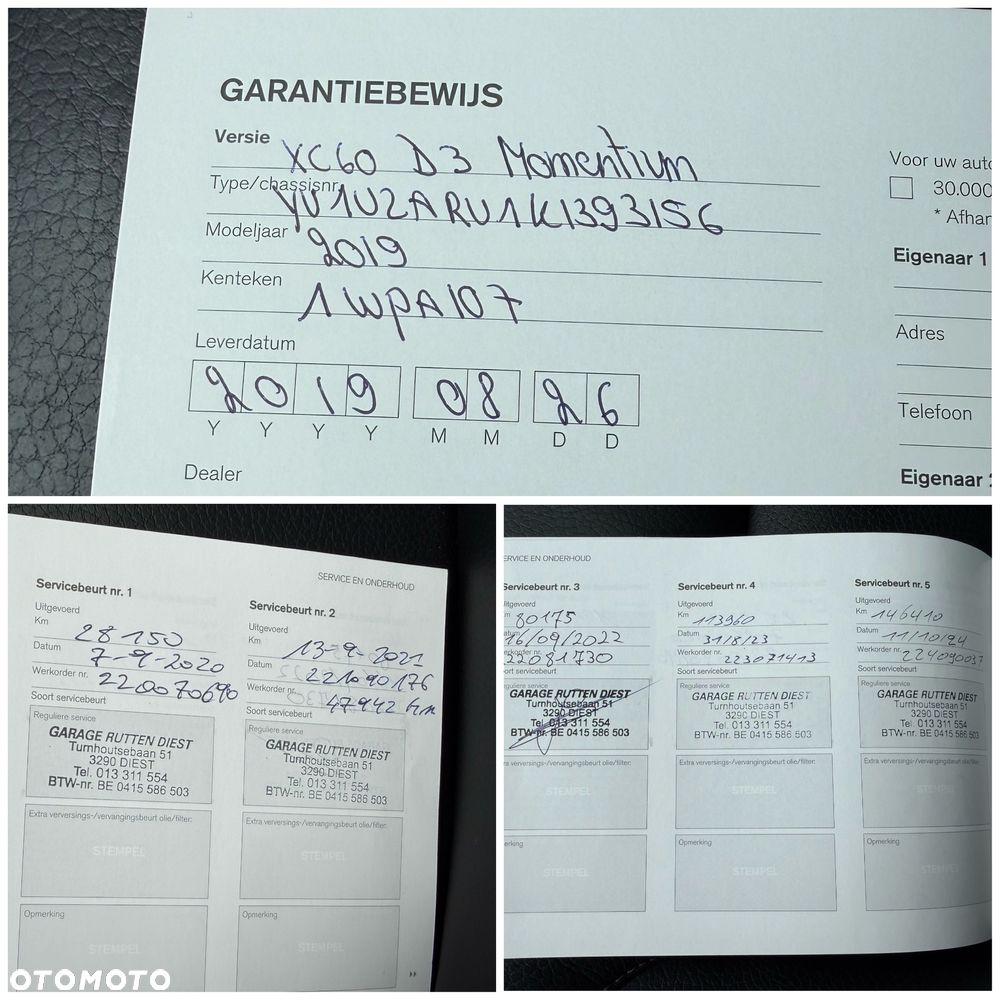 GARANTIEBEWIJS
Versie XC60 D3 Momentium
Type/chassisnr. YV1UZARU1K1393156
Modeljaar 2019
Kenteken 1WPA107
Leverdatum
2019 08 26
Y Y Y Y M M D D
Dealer
Voor uw auto
30.000
* Afhar
Eigenaar 1
Adres
Telefoon
Eigenaar 2
SERVICE EN ONDERHOUD
Servicebeurt nr. 1
Uitgevoerd
Km 28150
Datum 7-9-2020
Werkorder nr. 220070690
Soort servicebeurt
Reguliere service
GARAGE RUTTEN DIEST
Turnhoutsebaan 51
3290 DIEST
Tel. 013 311 554
BTW-nr. BE 0415 586 503
Extra verversings-/vervangingsbeurt olie/filter:
STEMPEL
Opmerking
STEMPEL
Servicebeurt nr. 2
Uitgevoerd
Km 13-9-2021
Datum 221090176
Werkorder nr. 47942 km
Soort servicebeurt
Reguliere service
GARAGE RUTTEN DIEST
Turnhoutsebaan 51
3290 DIEST
Tel. 013 311 554
BTW-nr. BE 0415 586 503
Extra verversings-/vervangingsbeurt olie/filter:
STEMPEL
Opmerking
STEMPEL
SERVICE EN ONDERHOUD
Servicebeurt nr. 3
Uitgevoerd
Km 80175
16/09/2022
22081730
Soort servicebeurt
Reguliere service
GARAGE RUTTEN DIEST
Turnhoutsebaan 51
3290 DIEST
Tel. 013 311 554
BTW-nr. BE 0415 586 503
Extra verversings-/vervangingsbeurt olie/filter:
STEMPEL
Opmerking
STEMPEL
Servicebeurt nr. 4
Uitgevoerd
Km 113960
Datum 31/8/23
Werkorder nr. 223071413
Soort servicebeurt
Reguliere service
GARAGE RUTTEN DIEST
Turnhoutsebaan 51
3290 DIEST
Tel. 013 311 554
BTW-nr. BE 0415 586 503
Extra verversings-/vervangingsbeurt olie/filter:
STEMPEL
Opmerking
STEMPEL
Servicebeurt nr. 5
Uitgevoerd
Km 146410
Datum
Werkorder nr.
Soort servicebeurt
Reguliere service
GARAGE RUTTEN DIEST
Turnhoutsebaan 51
3290 DIEST
Tel. 013 311 554
BTW-nr. BE 0415 586 503
Extra verversings-/vervangingsbeurt olie/filter:
STEMPEL
Opmerking
OTOMOTO